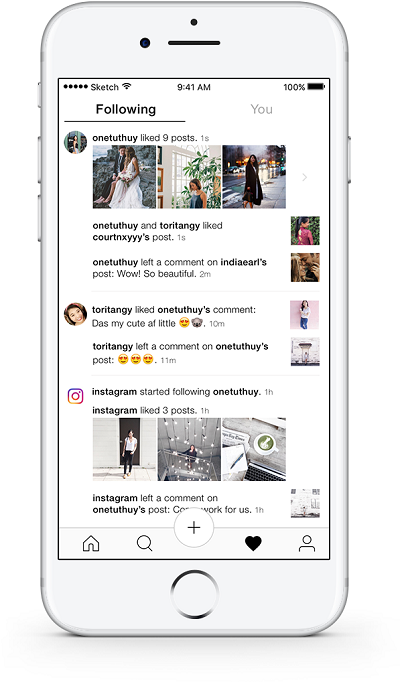 Sketch 9:41 AM 100%
Following You
onetuthuy liked 9 posts. 1s
onetuthuy and toritangy liked
courtnxyyy's post. 1s
onetuthuy left a comment on indiaearl's
post: Wow! So beautiful. 2m
toritangy liked onetuthuy's comment:
Das my cute af little 😍🐨. 10m
toritangy left a comment on onetuthuy's
post: 😍😍😍. 11m
instagram started following onetuthuy. 1h
instagram liked 3 posts. 1h
instagram left a comment on
onetuthuy's post: work for us. 1h